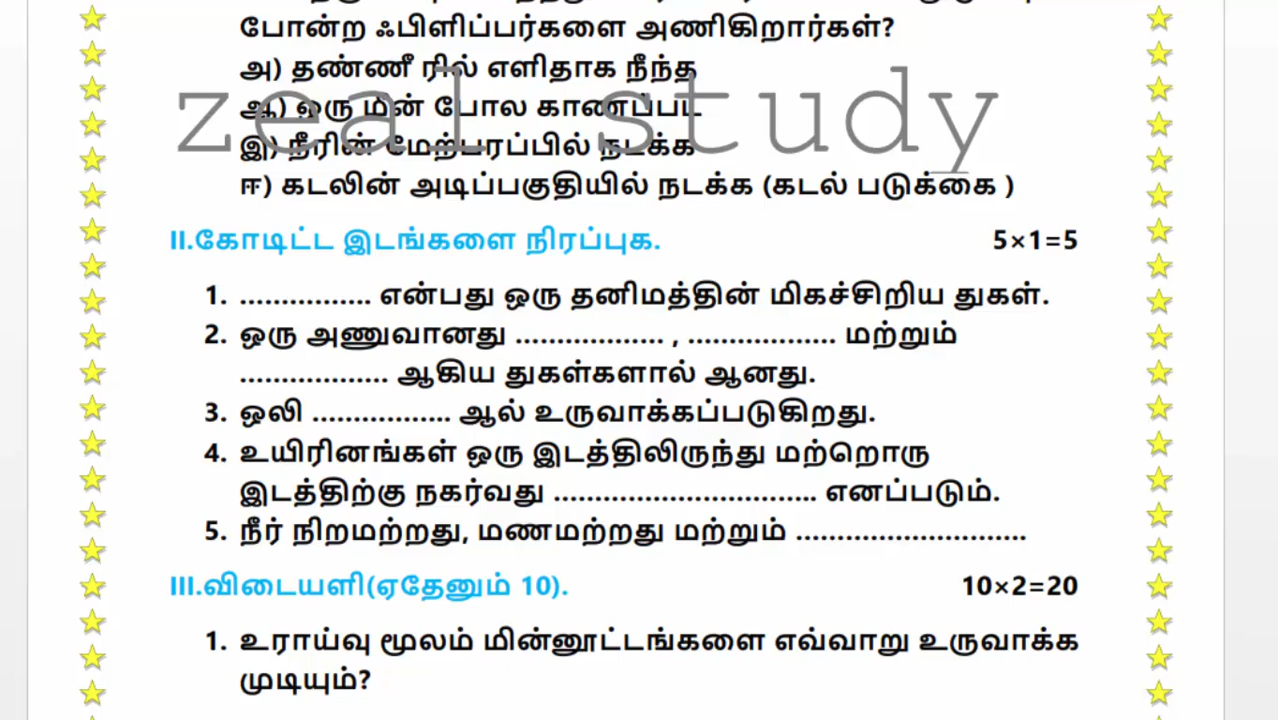 போன்ற ஃபிளிப்பர்களை அணிகிறார்கள்?
அ) தண்ணீ ரில் எளிதாக நீந்த
ஆ) ஒரு மீன் போல காணப்பட
zeal study
இ) நீரின் மேற்பரப்பில் நடக்க
ஈ) கடலின் அடிப்பகுதியில் நடக்க (கடல் படுக்கை )
II.கோடிட்ட இடங்களை நிரப்புக. 5×1=5
1. ................ என்பது ஒரு தனிமத்தின் மிகச்சிறிய துகள்.
2. ஒரு அணுவானது .................. , .................. மற்றும்
.................. ஆகிய துகள்களால் ஆனது.
3. ஒலி ................. ஆல் உருவாக்கப்படுகிறது.
4. உயிரினங்கள் ஒரு இடத்திலிருந்து மற்றொரு
இடத்திற்கு நகர்வது ................................ எனப்படும்.
5. நீர் நிறமற்றது, மணமற்றது மற்றும் ............................
III.விடையளி(ஏதேனும் 10). 10×2=20
1. உராய்வு மூலம் மின்னூட்டங்களை எவ்வாறு உருவாக்க
முடியும்?